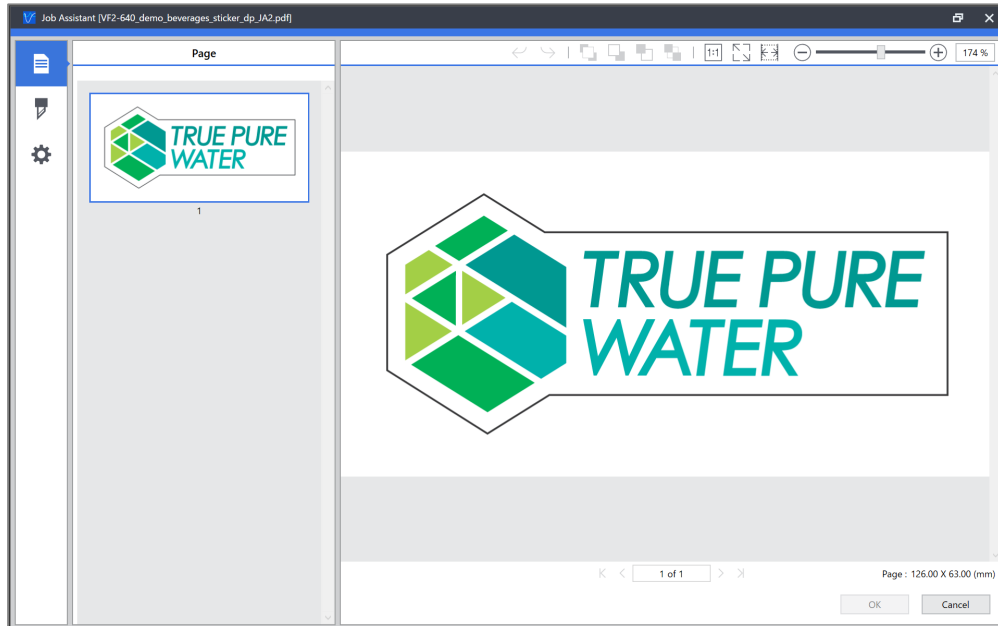 Job Assistant [VF2-640_demo_beverages_sticker_dp_JA2.pdf]
Page
1:1
174 %
TRUE PURE
WATER
1
TRUE PURE
WATER
1 of 1
Page : 126.00 X 63.00 (mm)
OK
Cancel